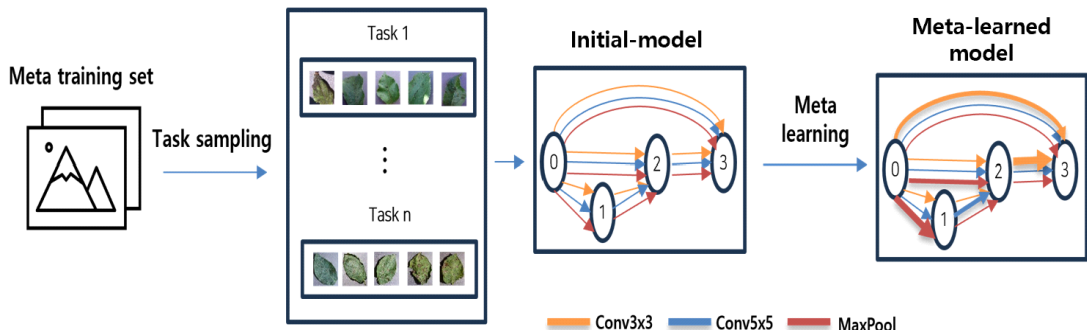 Meta training set
Task sampling
Task 1
Task n
Initial-model
0
1
2
3
Meta
learning
Meta-learned
model
0
1
2
3
Conv3x3
Conv5x5
MaxPool